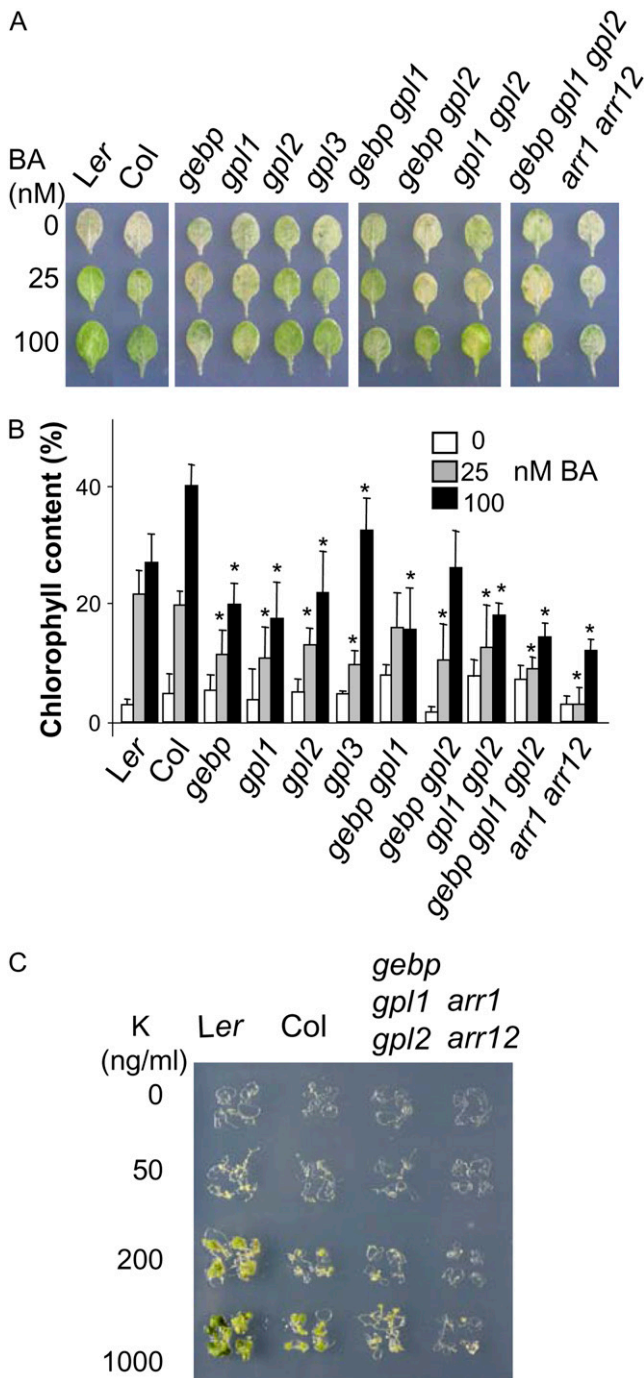 A
Ler
Col
gebp
gpl1
gpl2
gpl3
gebp gpl1
gebp gpl2
gpl1 gpl2
gebp gpl1 gpl2
arr1 arr12
BA
(nM)
0
25
100
B
Chlorophyll content (%)
40
20
0
0
25 nM BA
100
* * * * * * * * * * * * * * * * *
Ler
Col
gebp
gpl1
gpl2
gpl3
gebp gpl1
gebp gpl2
gpl1 gpl2
gebp gpl1 gpl2
arr1 arr12
C
K
(ng/ml)
Ler
Col
gebp
gpl1 arr1
gpl2 arr12
0
50
200
1000